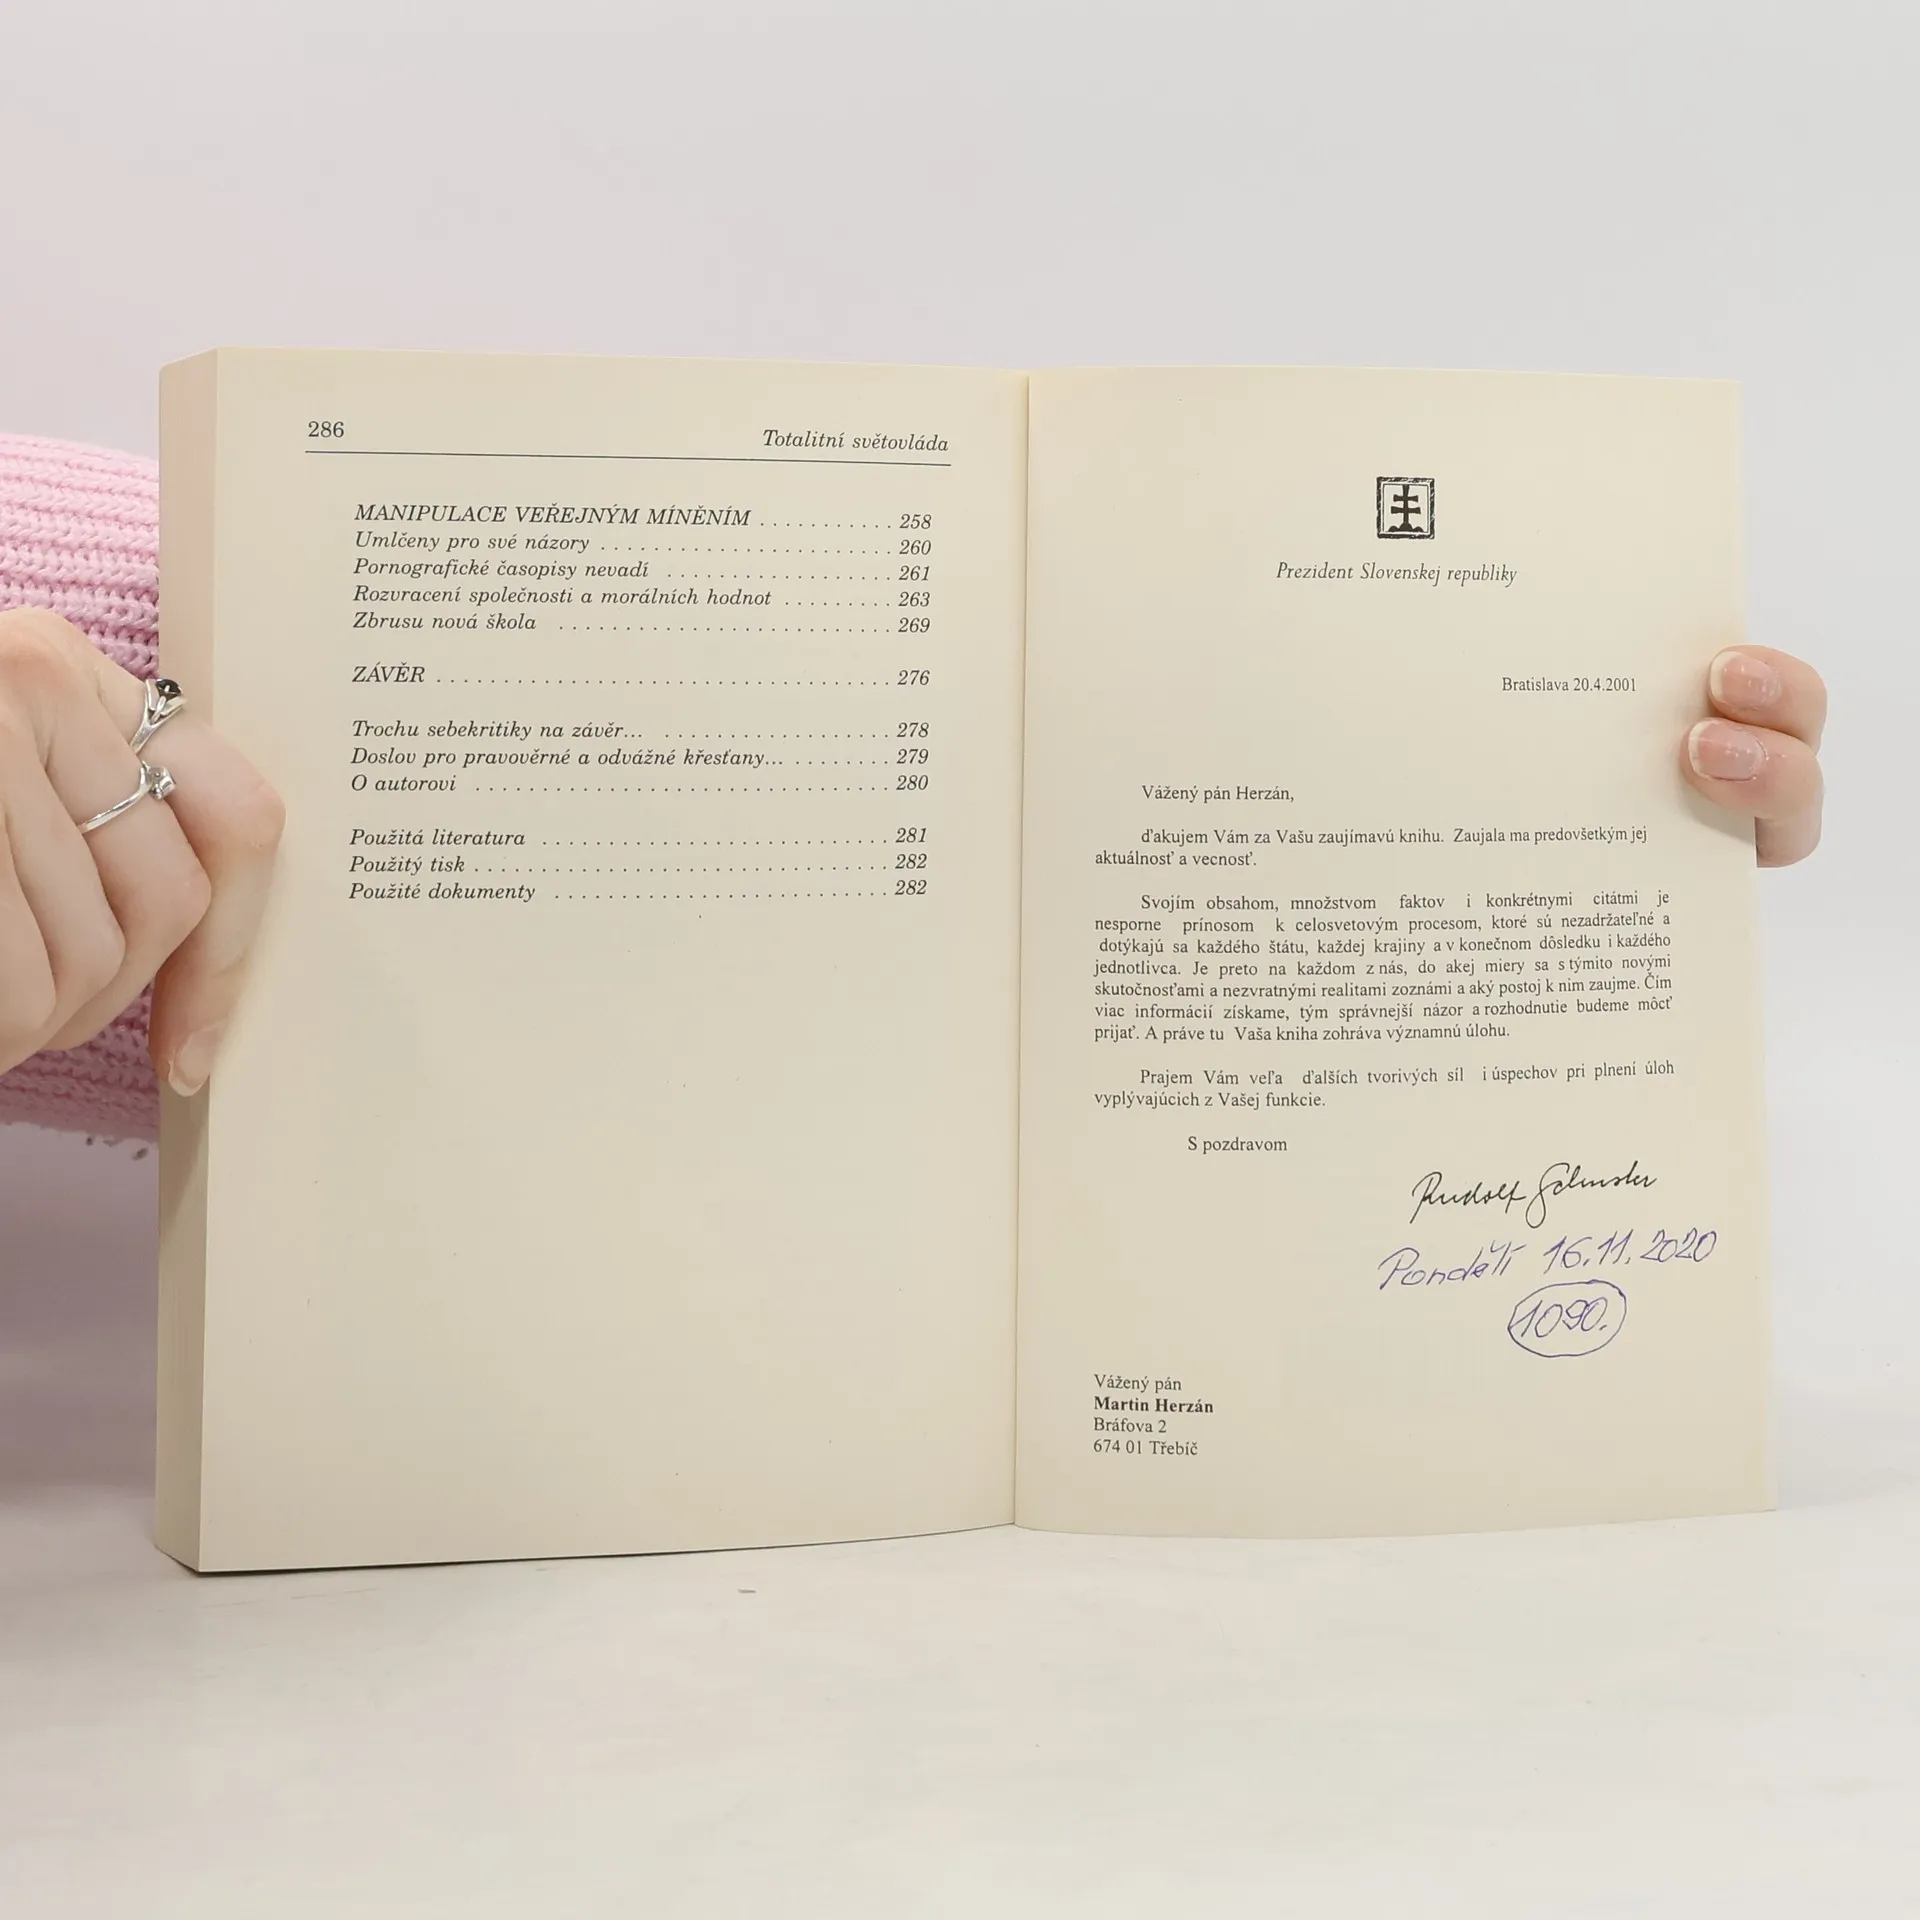 286
Totalitní světovláda
MANIPULACE VEŘEJNÝM MÍNĚNÍM ........... 258
Umlčeny pro své názory ........................ 260
Pornografické časopisy nevadí .................. 261
Rozvracení společnosti a morálních hodnot ......... 263
Zbrusu nová škola .......................... 269
ZÁVĚR .................................. 276
Trochu sebekritiky na závěr... .................. 278
Doslov pro pravověrné a odvážné křesťany... ........ 279
O autorovi ................................ 280
Použitá literatura ........................... 281
Použitý tisk ................................ 282
Použité dokumenty .......................... 282
Prezident Slovenskej republiky
Bratislava 20.4.2001
Vážený pán Herzán,
ďakujem Vám za Vašu zaujímavú knihu. Zaujala ma predovšetkým jej
aktuálnosť a vecnosť.
Svojím obsahom, množstvom faktov i konkrétnymi citátmi je
nesporne prínosom k celosvetovým procesom, ktoré sú nezadržateľné a
dotýkajú sa každého štátu, každej krajiny a v konečnom dôsledku i každého
jednotlivca. Je preto na každom z nás, do akej miery sa s týmito novými
skutočnosťami a nezvratnými realitami zoznámi a aký postoj k nim zaujme. Čím
viac informácií získame, tým správnejší názor a rozhodnutie budeme môcť
prijať. A práve tu Vaša kniha zohráva významnú úlohu.
Prajem Vám veľa ďalších tvorivých síl i úspechov pri plnení úloh
vyplývajúcich z Vašej funkcie.
S pozdravom
Rudolf
Pondělí 16.11.2020
1090.
Vážený pán
Martin Herzán
Bráfova 2
674 01 Třebíč